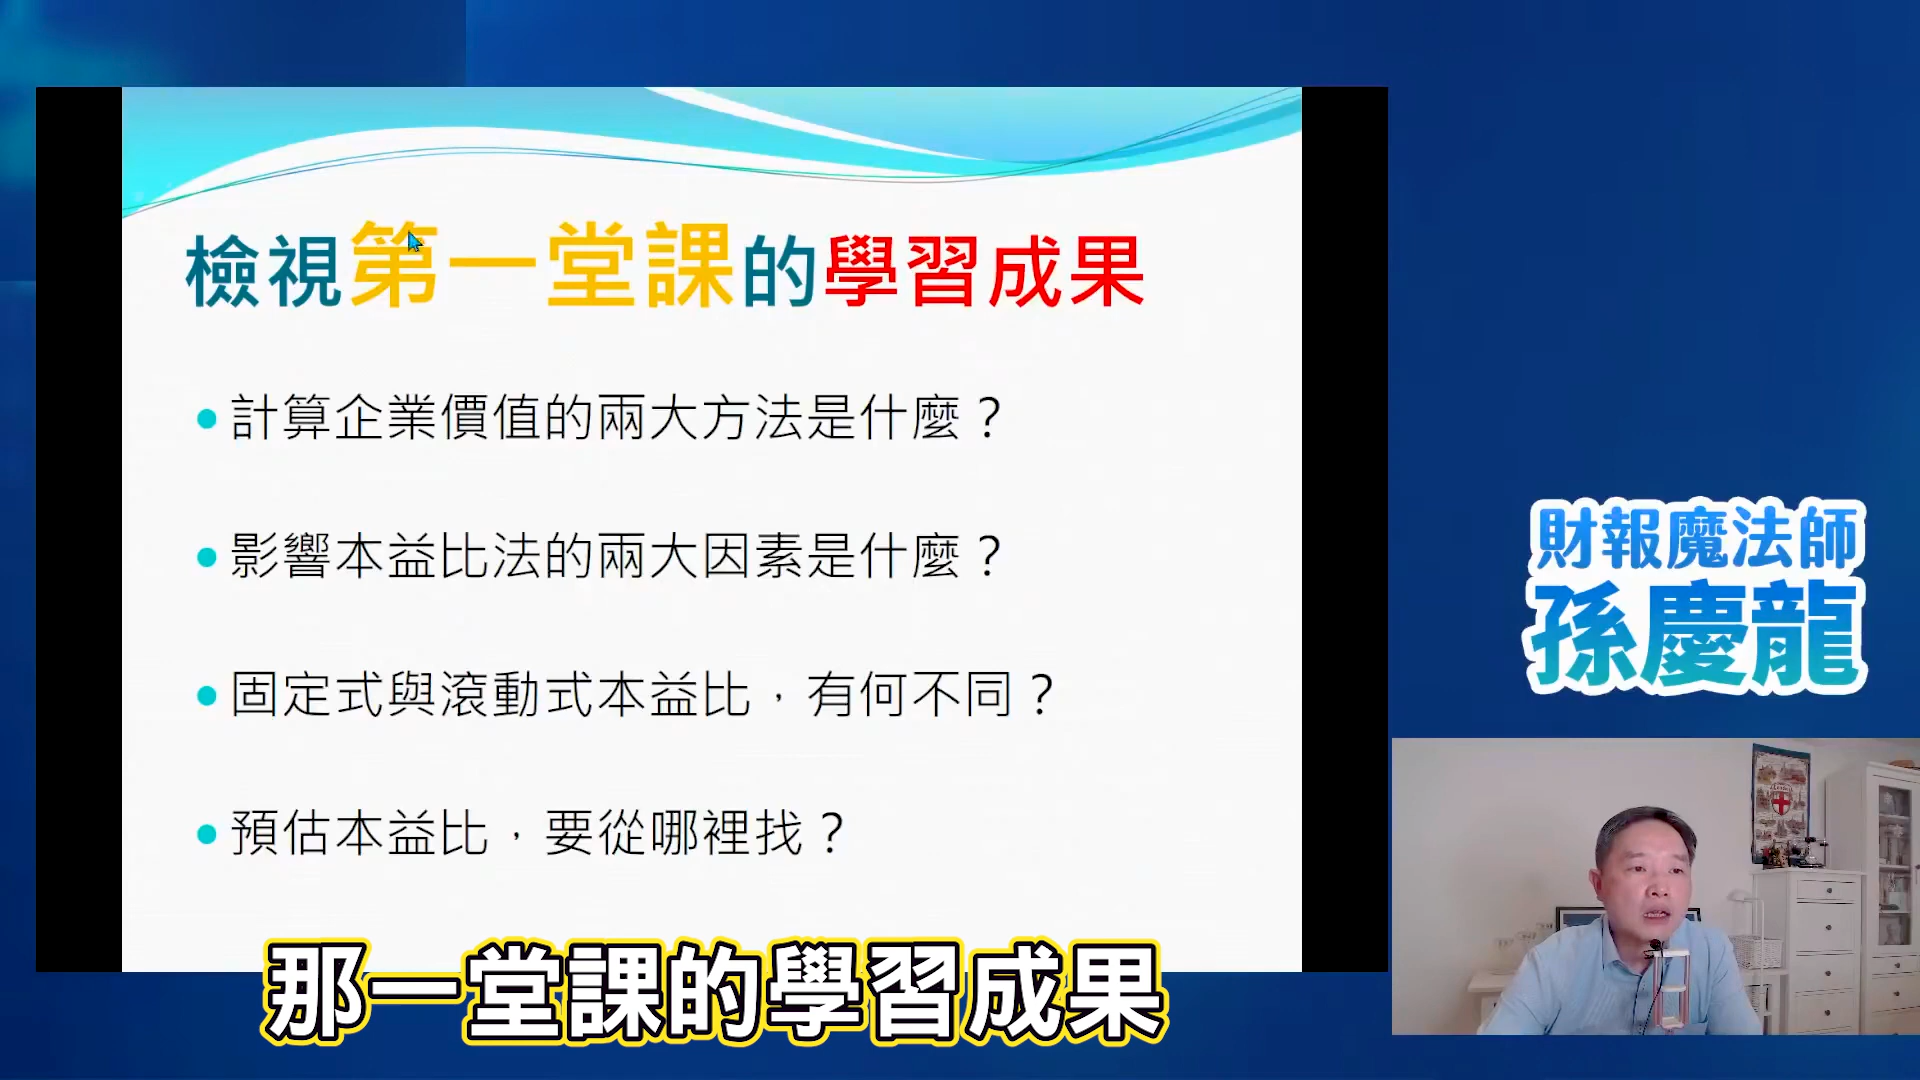 檢視第一堂課的學習成果
計算企業價值的兩大方法是什麼？
影響本益比法的兩大因素是什麼？
固定式與滾動式本益比，有何不同？
預估本益比，要從哪裡找？
財報魔法師
孫慶龍
那一堂課的學習成果